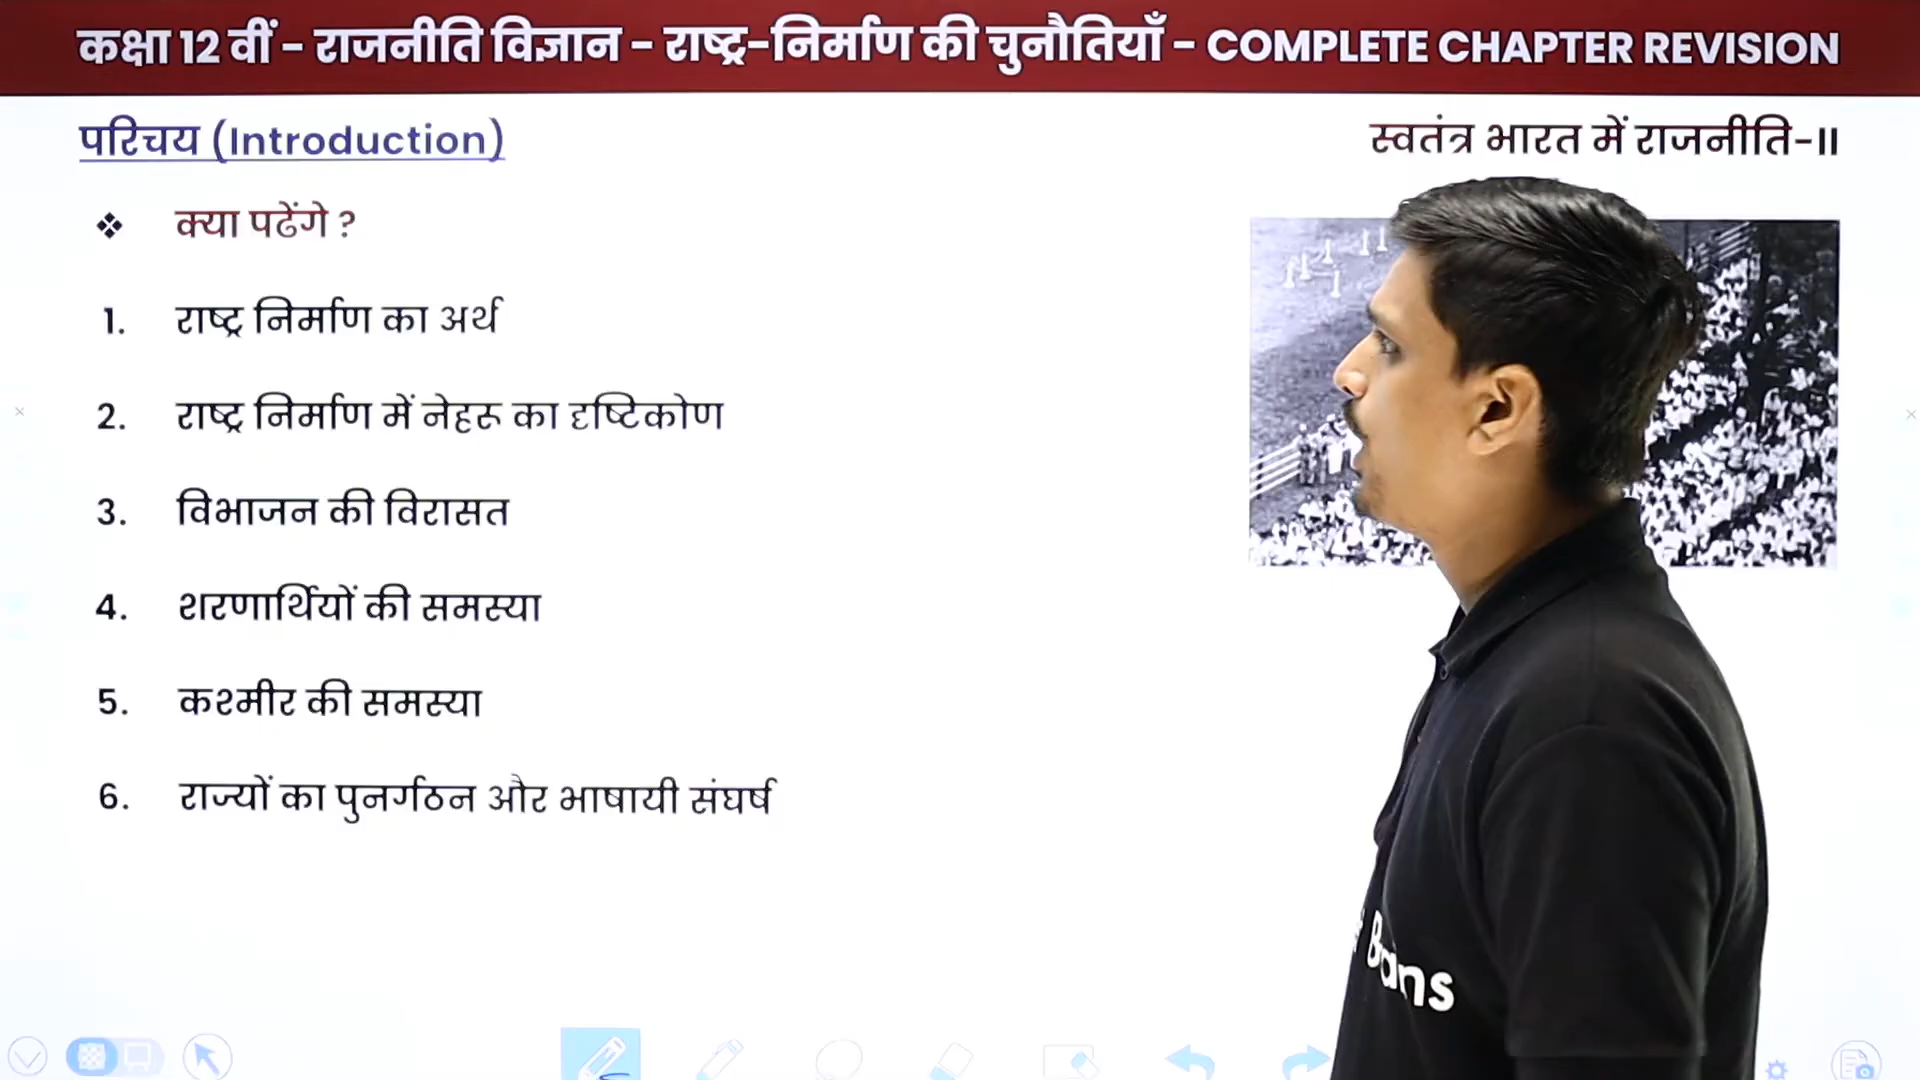 कक्षा 12 वीं - राजनीति विज्ञान - राष्ट्र-निर्माण की चुनौतियाँ - COMPLETE CHAPTER REVISION
परिचय (Introduction)
स्वतंत्र भारत में राजनीति-II
❖ क्या पढेंगे ?
1. राष्ट्र निर्माण का अर्थ
2. राष्ट्र निर्माण में नेहरू का दृष्टिकोण
3. विभाजन की विरासत
4. शरणार्थियों की समस्या
5. कश्मीर की समस्या
6. राज्यों का पुनर्गठन और भाषायी संघर्ष